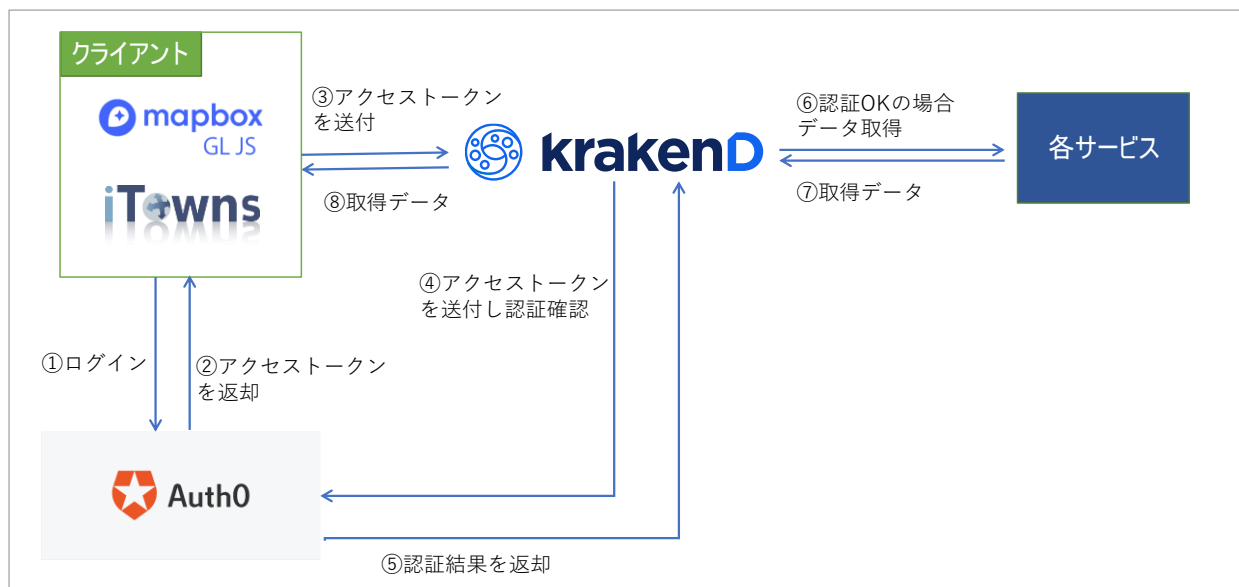 クライアント
mapbox
GL JS
iTowns
③アクセストークン
を送付
⑧取得データ
krakenD
⑥認証OKの場合
データ取得
⑦取得データ
各サービス
④アクセストークン
を送付し認証確認
①ログイン
②アクセストークン
を返却
Auth0
⑤認証結果を返却